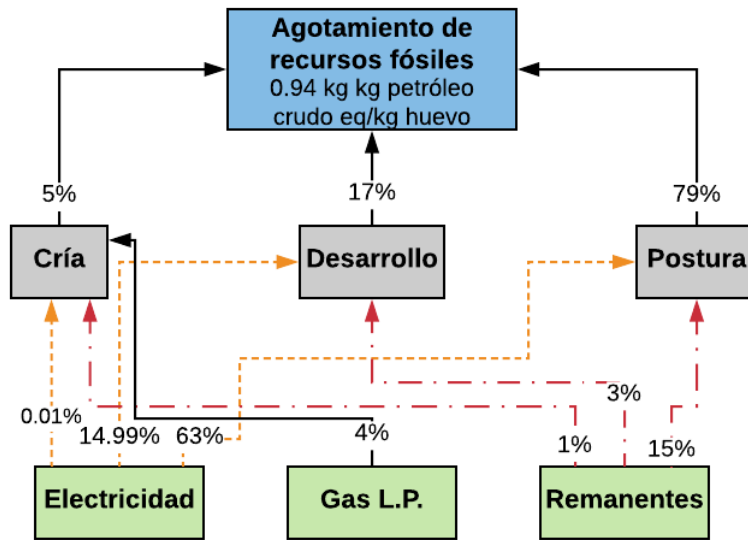 Agotamiento de
recursos fósiles
0.94 kg kg petróleo
crudo eq/kg huevo
5%
17%
79%
Cría
Desarrollo
Postura
0.01%
14.99%
63%
4%
3%
1%
15%
Electricidad
Gas L.P.
Remanentes